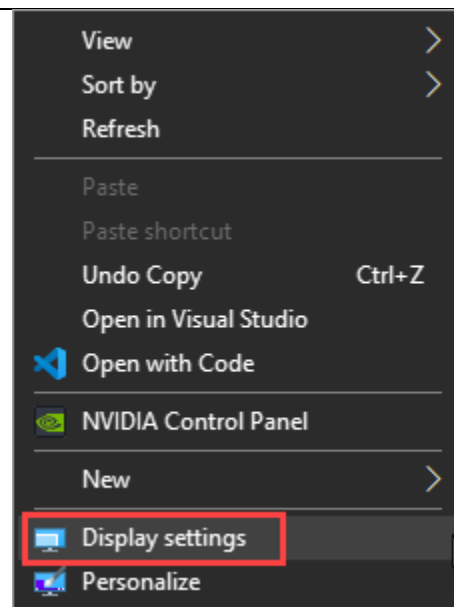 View
Sort by
Refresh
Paste
Paste shortcut
Undo Copy Ctrl+Z
Open in Visual Studio
Open with Code
NVIDIA Control Panel
New
Display settings
Personalize